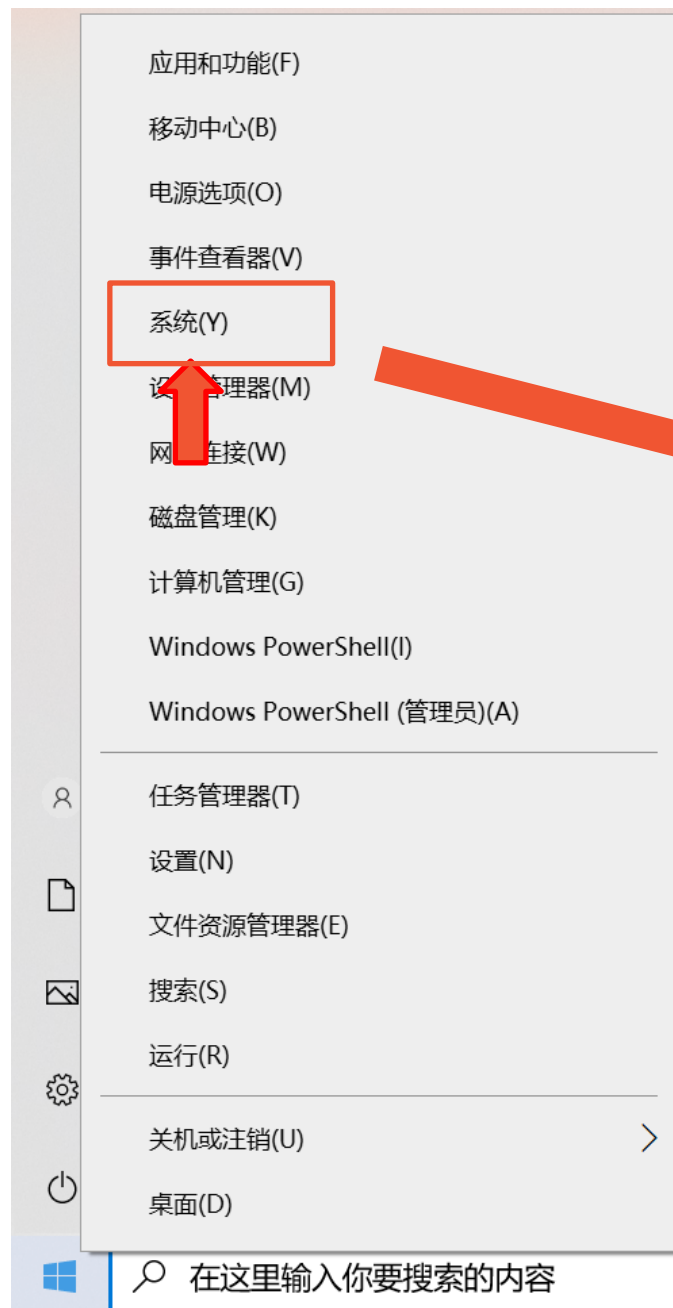 应用和功能(F)
移动中心(B)
电源选项(O)
事件查看器(V)
系统(Y)
设备管理器(M)
网络连接(W)
磁盘管理(K)
计算机管理(G)
Windows PowerShell(I)
Windows PowerShell (管理员)(A)
任务管理器(T)
设置(N)
文件资源管理器(E)
搜索(S)
运行(R)
关机或注销(U)
桌面(D)
在这里输入你要搜索的内容